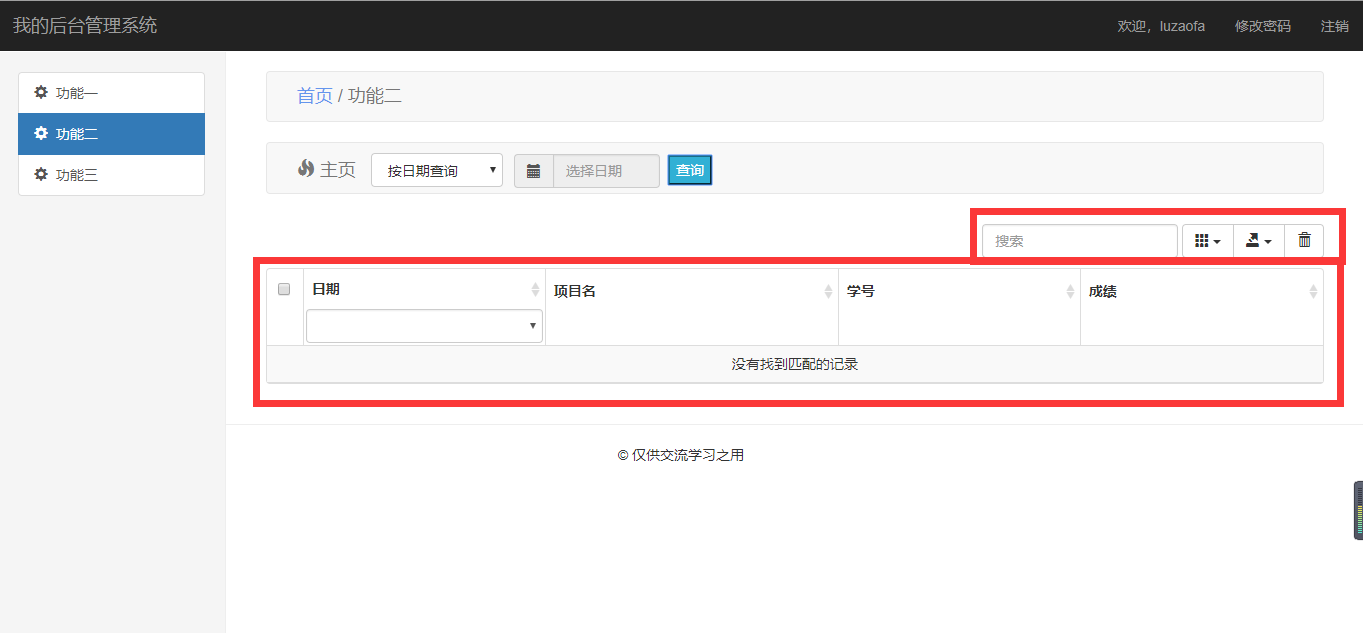 我的后台管理系统
欢迎，luzaofa 修改密码 注销
功能一
功能二
功能三
首页 / 功能二
主页 按日期查询 选择日期 查询
搜索
日期 项目名 学号 成绩
没有找到匹配的记录
© 仅供交流学习之用